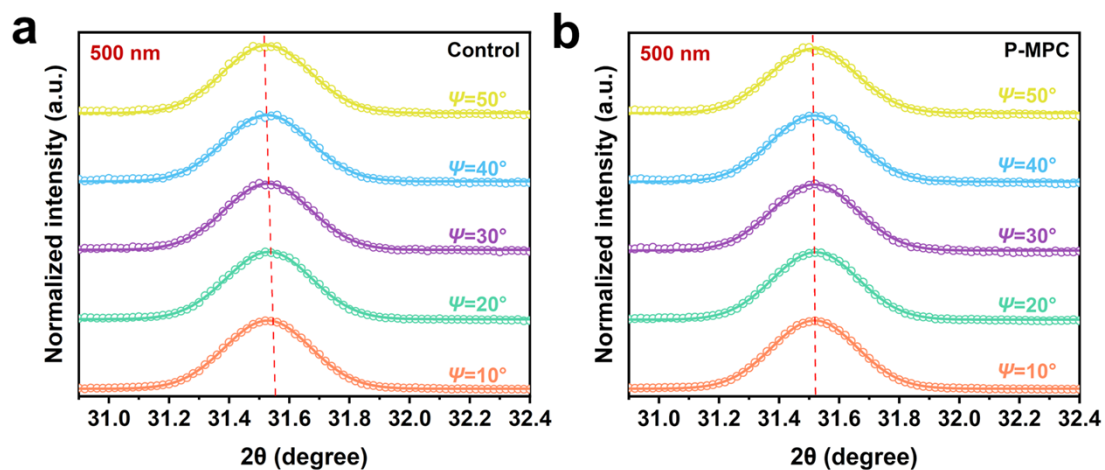 a
500 nm
Control
Ψ=50°
Ψ=40°
Ψ=30°
Ψ=20°
Ψ=10°
Normalized intensity (a.u.)
31.0 31.2 31.4 31.6 31.8 32.0 32.2 32.4
2θ (degree)
b
500 nm
P-MPC
Ψ=50°
Ψ=40°
Ψ=30°
Ψ=20°
Ψ=10°
Normalized intensity (a.u.)
31.0 31.2 31.4 31.6 31.8 32.0 32.2 32.4
2θ (degree)